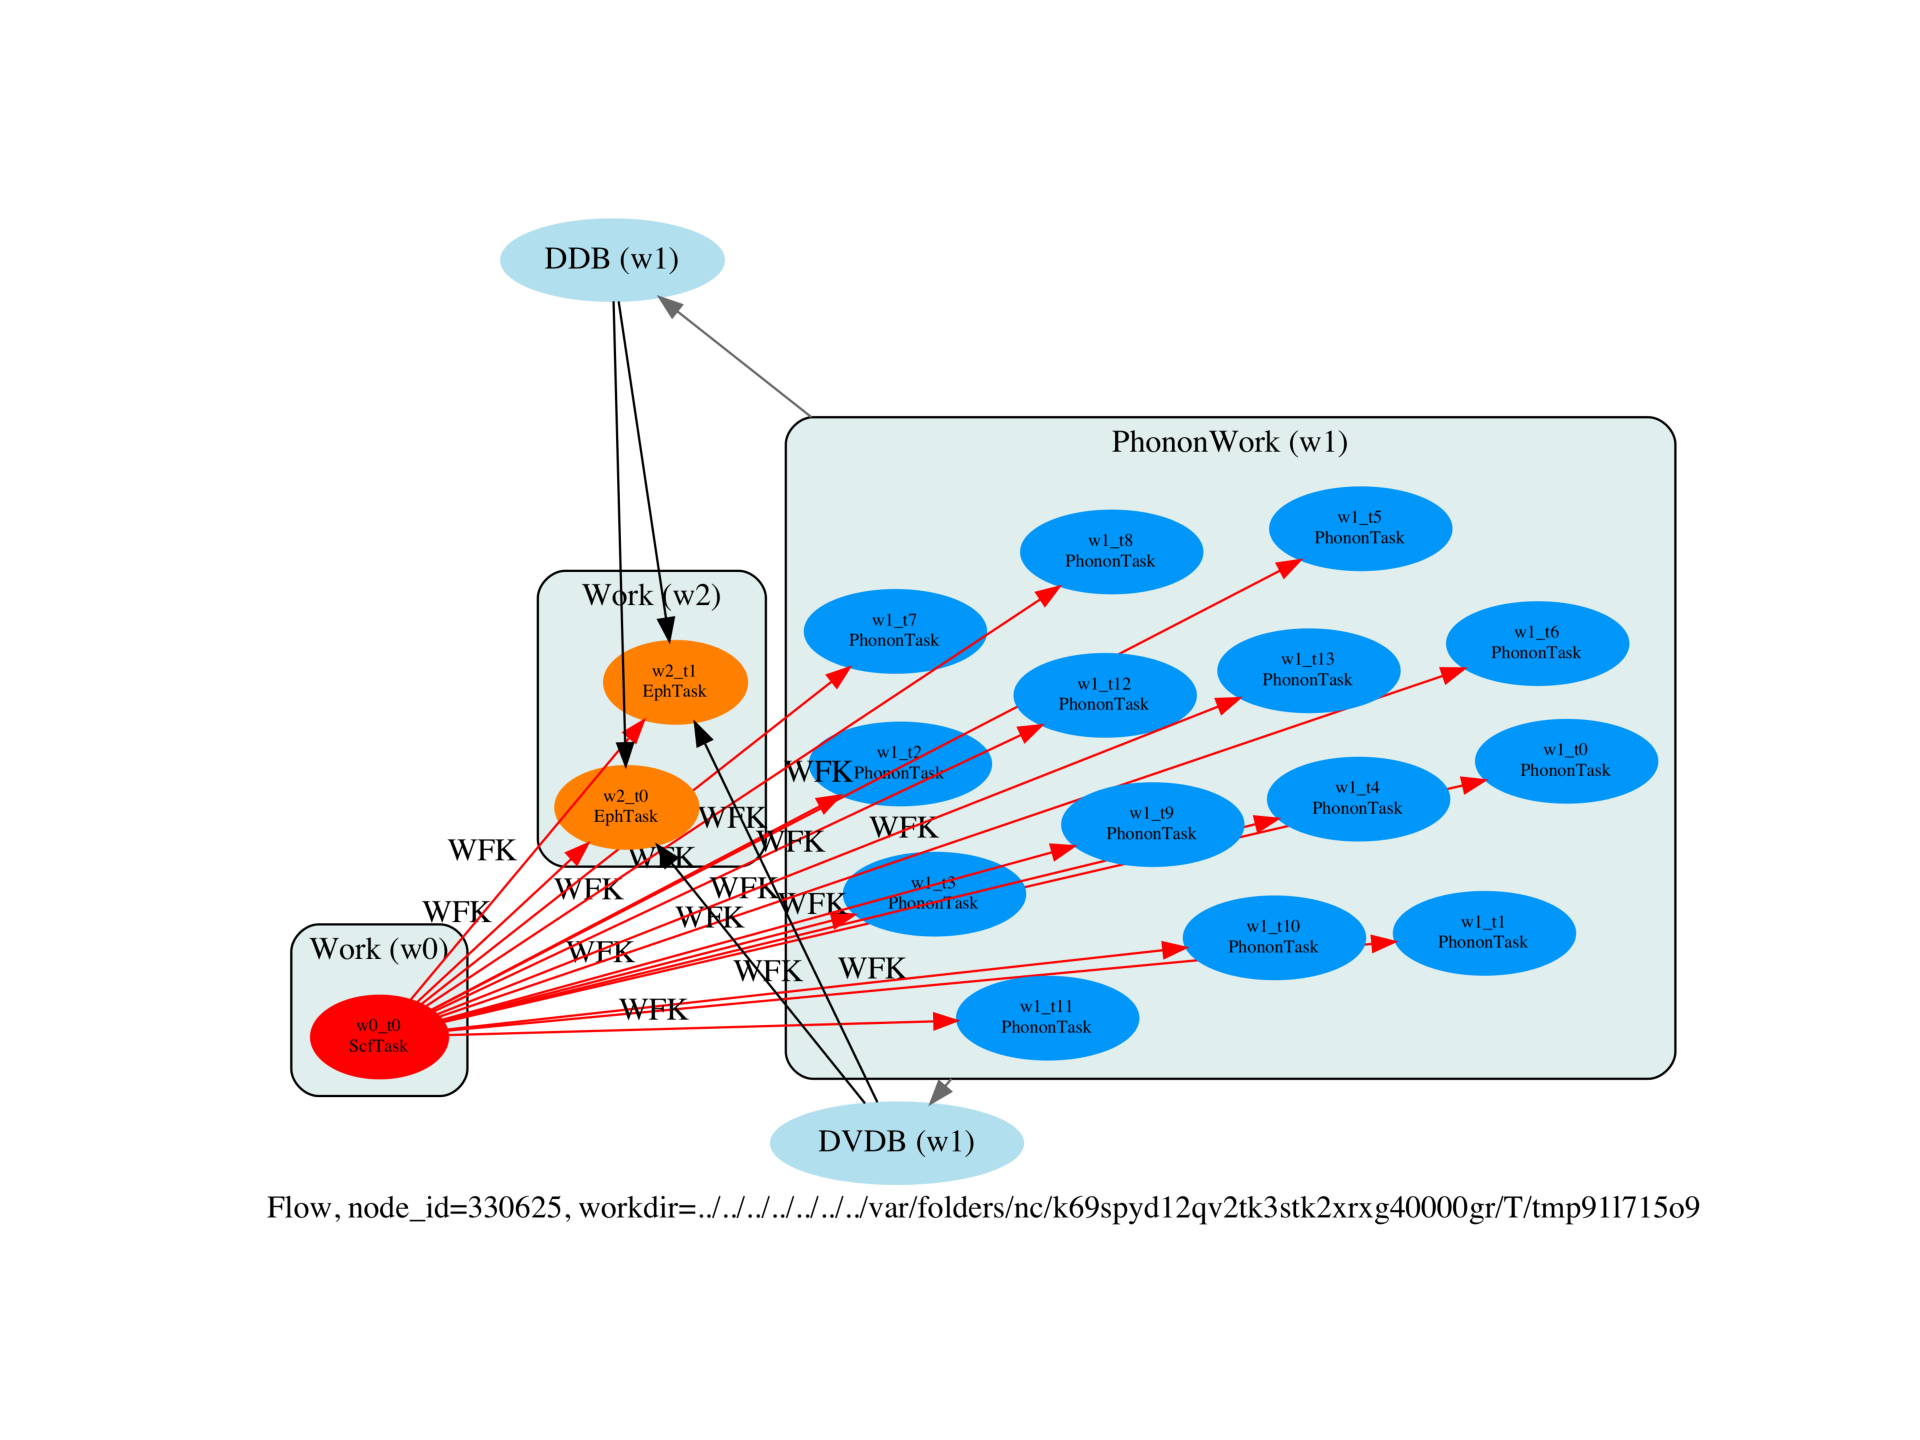 DDB (w1)
PhononWork (w1)
w1_t5
PhononTask
w1_t8
PhononTask
Work (w2)
w1_t7
PhononTask
w1_t6
PhononTask
w1_t13
PhononTask
w2_t1
EphTask
w1_t12
PhononTask
w1_t2
PhononTask
w1_t0
PhononTask
WFK
w2_t0
EphTask
w1_t4
PhononTask
w1_t9
PhononTask
WFK
WFK
WFK
WFK
WFK
WFK
WFK
w1_t3
PhononTask
WFK
WFK
WFK
w1_t10
PhononTask
w1_t1
PhononTask
Work (w0)
WFK
WFK
WFK
WFK
w1_t11
PhononTask
w0_t0
ScfTask
DVDB (w1)
Flow, node_id=330625, workdir=../../../../../../../var/folders/nc/k69spyd12qv2tk3stk2xrxg40000gr/T/tmp91l715o9